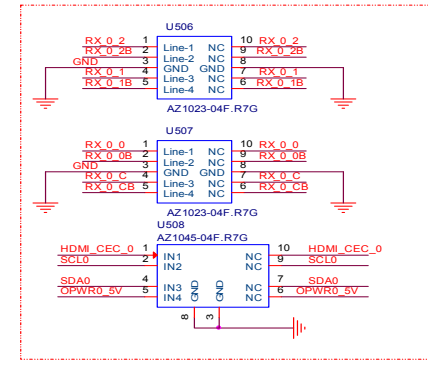 U506
RX_0_2 1 Line-1 NC 10 RX_0_2
RX_0_2B 2 Line-2 NC 9 RX_0_2B
GND 3 GND GND 8
RX_0_1 4 Line-3 NC 7 RX_0_1
RX_0_1B 5 Line-4 NC 6 RX_0_1B
AZ1023-04F.R7G
U507
RX_0_0 1 Line-1 NC 10 RX_0_0
RX_0_0B 2 Line-2 NC 9 RX_0_0B
GND 3 GND GND 8
RX_0_C 4 Line-3 NC 7 RX_0_C
RX_0_CB 5 Line-4 NC 6 RX_0_CB
AZ1023-04F.R7G
U508
AZ1045-04F.R7G
HDMI_CEC_0 1 IN1 NC 10 HDMI_CEC_0
SCL0 2 IN2 NC 9 SCL0
SDA0 4 IN3 NC 7 SDA0
OPWR0_5V 5 IN4 NC 6 OPWR0_5V
GND GND
8 3